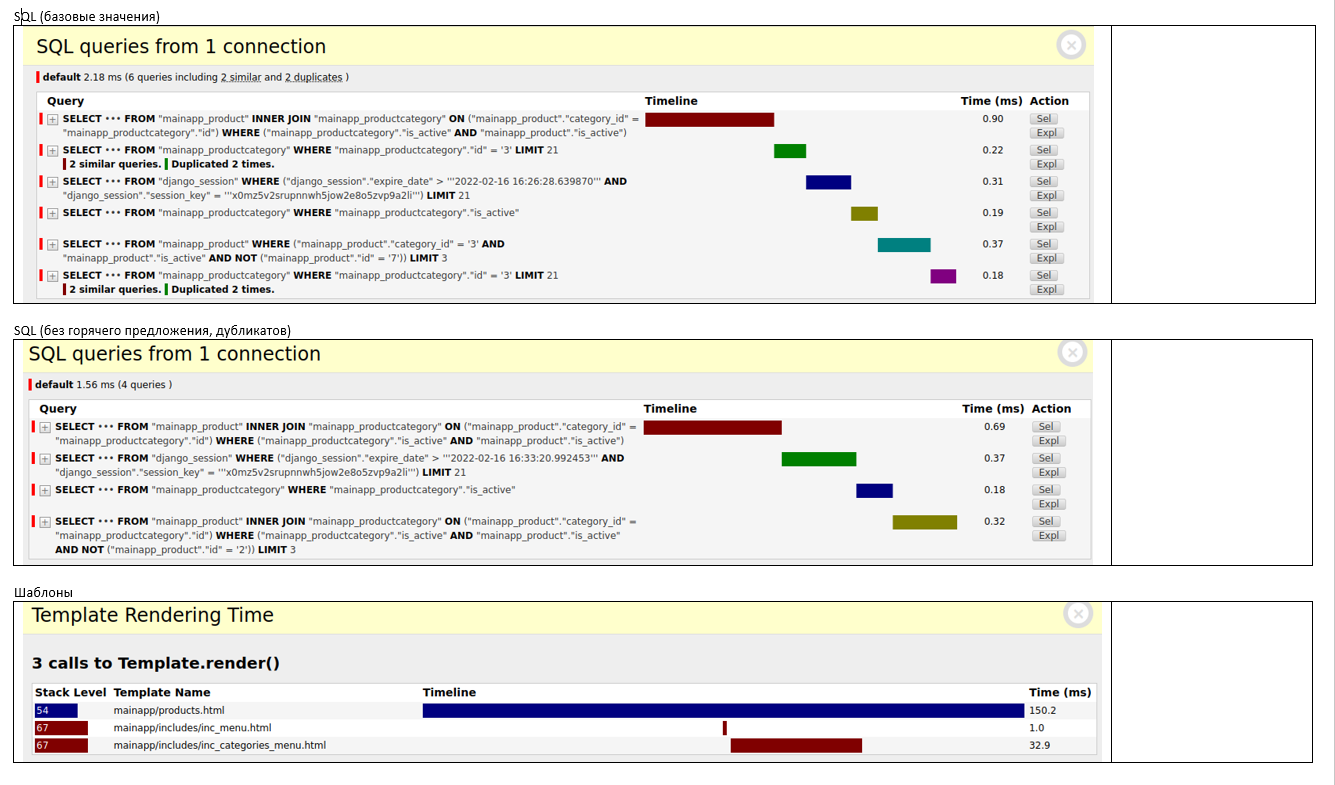 SQL (базовые значения)
SQL queries from 1 connection
default 2.18 ms (6 queries including 2 similar and 2 duplicates )
Query Timeline Time (ms) Action
SELECT ••• FROM "mainapp_product" INNER JOIN "mainapp_productcategory" ON ("mainapp_product"."category_id" = 0.90 Sel
"mainapp_productcategory"."id") WHERE ("mainapp_productcategory"."is_active" AND "mainapp_product"."is_active") Expl
SELECT ••• FROM "mainapp_productcategory" WHERE "mainapp_productcategory"."id" = '3' LIMIT 21 0.22 Sel
2 similar queries. Duplicated 2 times. Expl
SELECT ••• FROM "django_session" WHERE ("django_session"."expire_date" > '''2022-02-16 16:26:28.639870''' AND 0.31 Sel
"django_session"."session_key" = '''x0mz5v2srupnnwh5jow2e8o5zvp9a2li''') LIMIT 21 Expl
SELECT ••• FROM "mainapp_productcategory" WHERE "mainapp_productcategory"."is_active" 0.19 Sel
Expl
SELECT ••• FROM "mainapp_product" WHERE ("mainapp_product"."category_id" = '3' AND 0.37 Sel
"mainapp_product"."is_active" AND NOT ("mainapp_product"."id" = '7')) LIMIT 3 Expl
SELECT ••• FROM "mainapp_productcategory" WHERE "mainapp_productcategory"."id" = '3' LIMIT 21 0.18 Sel
2 similar queries. Duplicated 2 times. Expl
SQL (без горячего предложения, дубликатов)
SQL queries from 1 connection
default 1.56 ms (4 queries )
Query Timeline Time (ms) Action
SELECT ••• FROM "mainapp_product" INNER JOIN "mainapp_productcategory" ON ("mainapp_product"."category_id" = 0.69 Sel
"mainapp_productcategory"."id") WHERE ("mainapp_productcategory"."is_active" AND "mainapp_product"."is_active") Expl
SELECT ••• FROM "django_session" WHERE ("django_session"."expire_date" > '''2022-02-16 16:33:20.992453''' AND 0.37 Sel
"django_session"."session_key" = '''x0mz5v2srupnnwh5jow2e8o5zvp9a2li''') LIMIT 21 Expl
SELECT ••• FROM "mainapp_productcategory" WHERE "mainapp_productcategory"."is_active" 0.18 Sel
Expl
SELECT ••• FROM "mainapp_product" INNER JOIN "mainapp_productcategory" ON ("mainapp_product"."category_id" = 0.32 Sel
"mainapp_productcategory"."id") WHERE ("mainapp_productcategory"."is_active" AND "mainapp_product"."is_active" Expl
AND NOT ("mainapp_product"."id" = '2')) LIMIT 3
Шаблоны
Template Rendering Time
3 calls to Template.render()
Stack Level Template Name Timeline Time (ms)
54 mainapp/products.html 150.2
67 mainapp/includes/inc_menu.html 1.0
67 mainapp/includes/inc_categories_menu.html 32.9